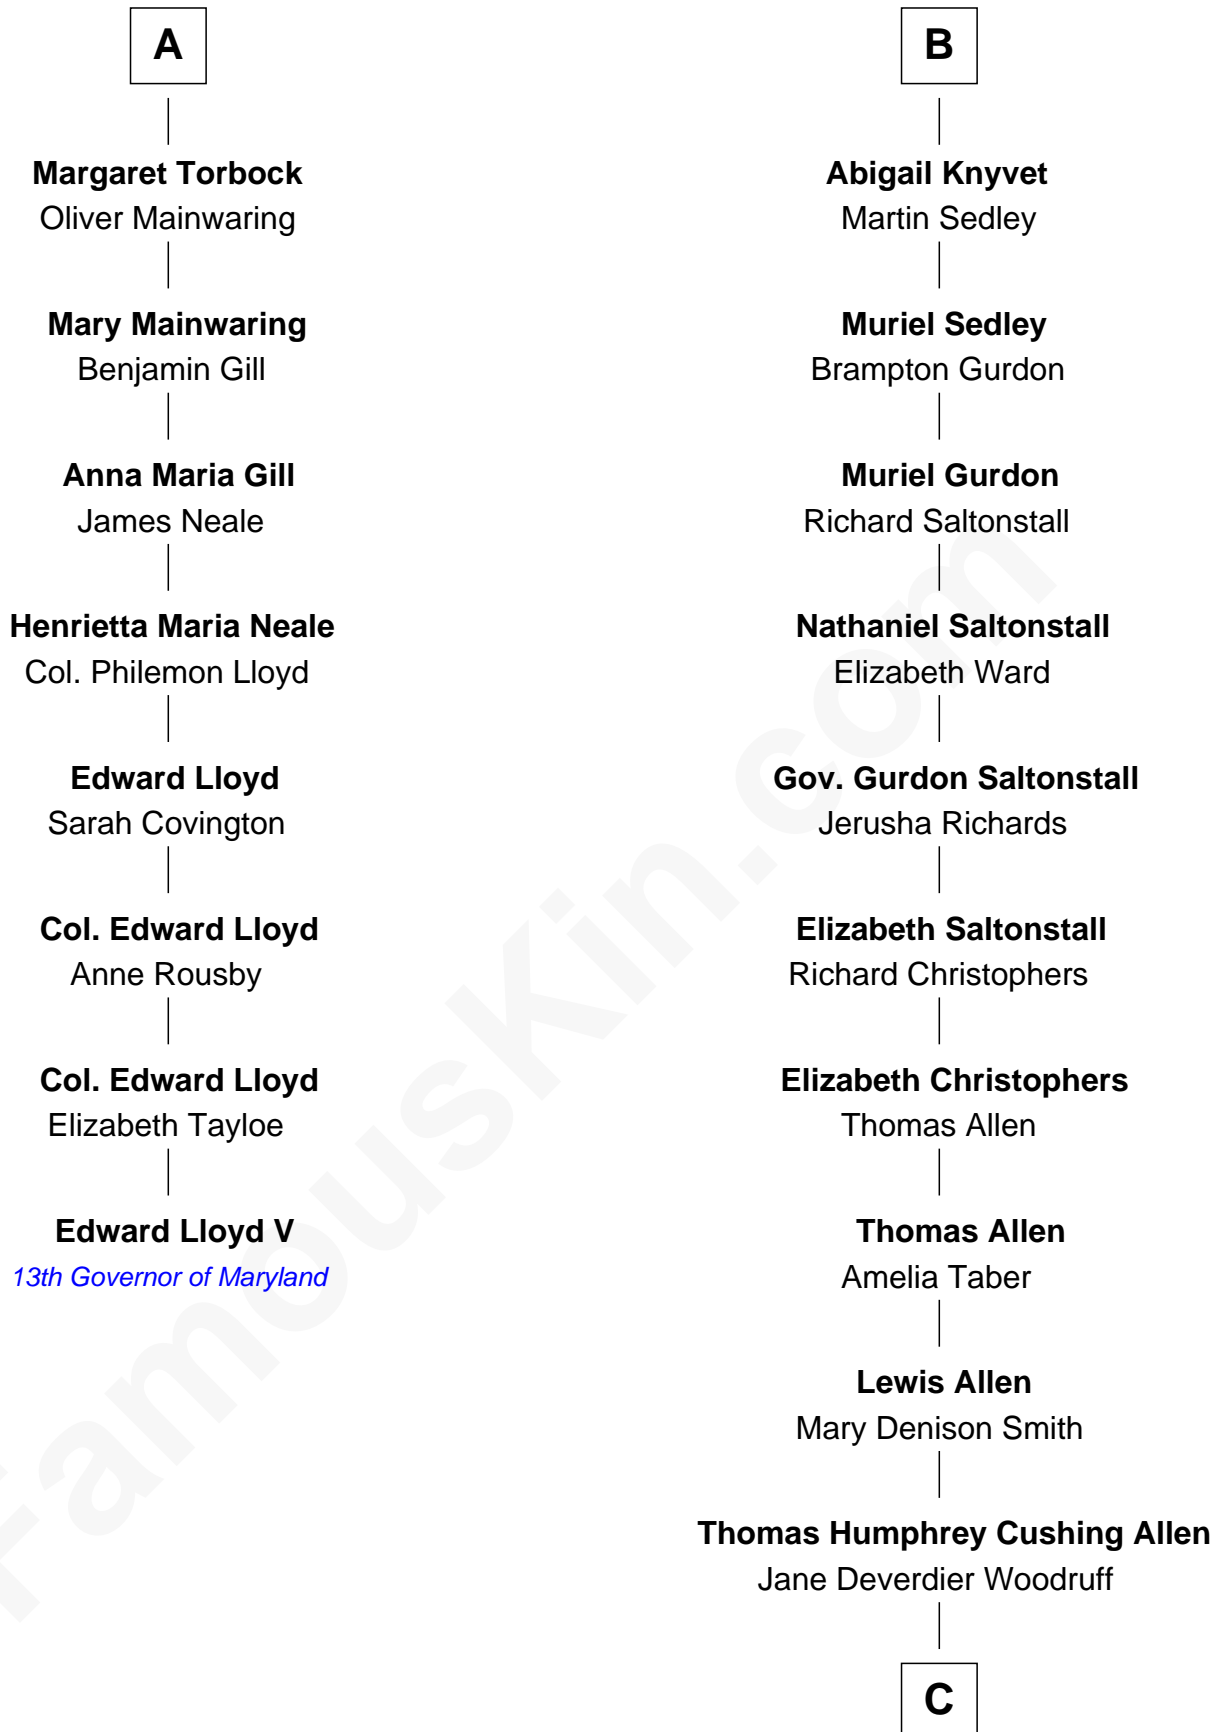 A
Margaret Torbock
Oliver Mainwaring
Mary Mainwaring
Benjamin Gill
Anna Maria Gill
James Neale
Henrietta Maria Neale
Col. Philemon Lloyd
Edward Lloyd
Sarah Covington
Col. Edward Lloyd
Anne Rousby
Col. Edward Lloyd
Elizabeth Tayloe
Edward Lloyd V
13th Governor of Maryland
B
Abigail Knyvet
Martin Sedley
Muriel Sedley
Brampton Gurdon
Muriel Gurdon
Richard Saltonstall
Nathaniel Saltonstall
Elizabeth Ward
Gov. Gurdon Saltonstall
Jerusha Richards
Elizabeth Saltonstall
Richard Christophers
Elizabeth Christophers
Thomas Allen
Thomas Allen
Amelia Taber
Lewis Allen
Mary Denison Smith
Thomas Humphrey Cushing Allen
Jane Deverdier Woodruff
C
FamousKin.com